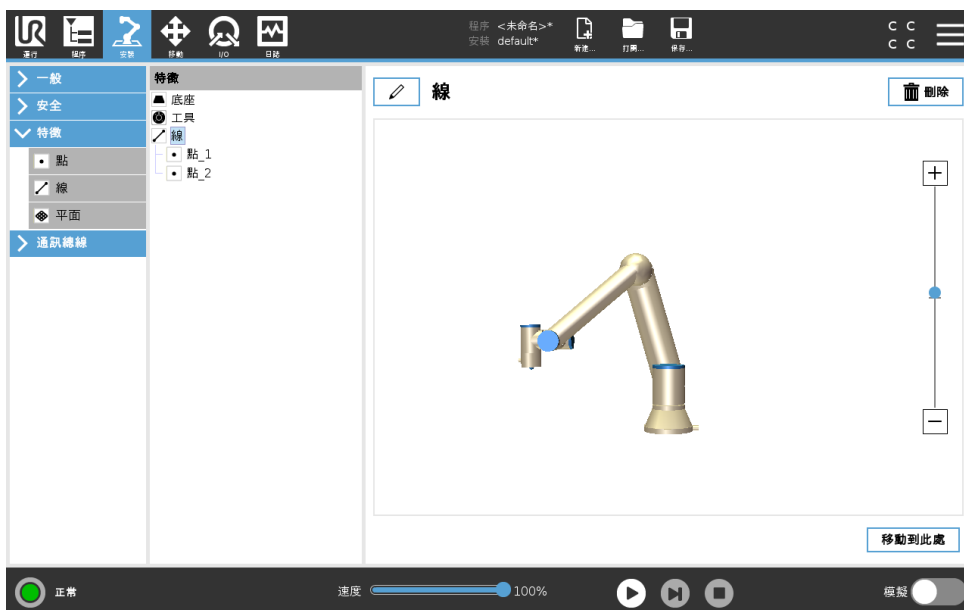 UR
運行
程序
安裝
移動
I/O
日誌
程序 <未命名>*
安裝 default*
新建...
打開...
保存...
C C
C C
一般
安全
特徵
點
線
平面
通訊總線
特徵
底座
工具
線
點_1
點_2
線
刪除
移動到此處
正常
速度
100%
模擬